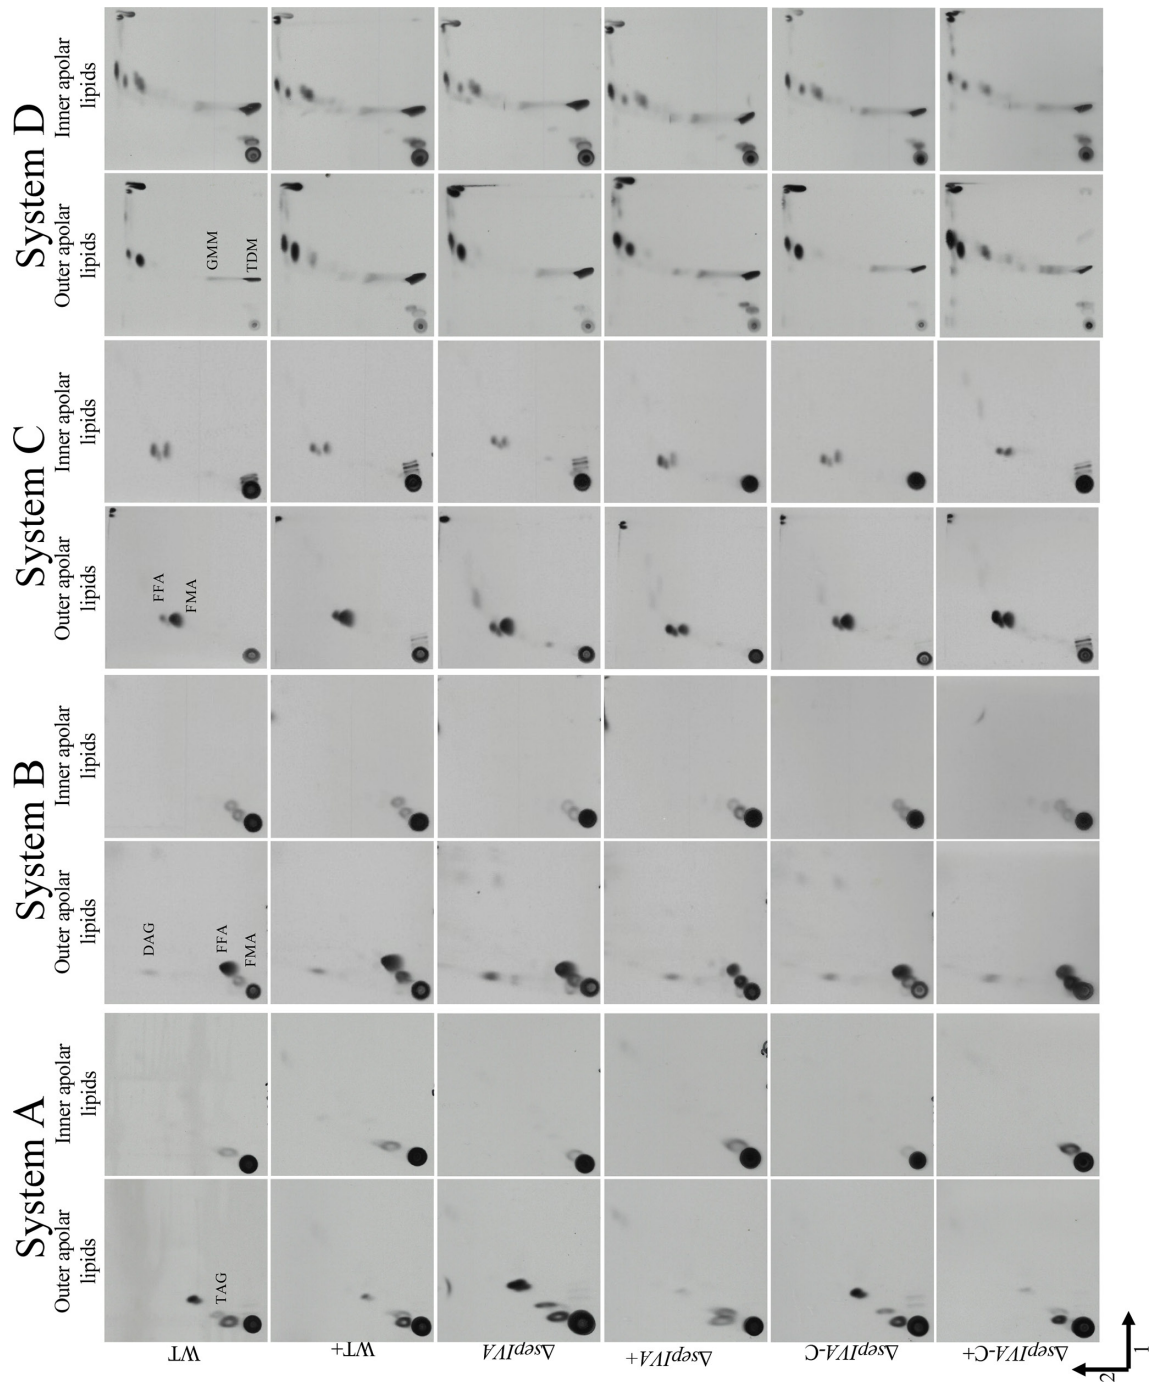 System A
System B
System C
System D
Outer apolar
lipids
Inner apolar
lipids
Outer apolar
lipids
Inner apolar
lipids
Outer apolar
lipids
Inner apolar
lipids
Outer apolar
lipids
Inner apolar
lipids
WT
TAG
DAG
FFA
FMA
FFA
FMA
GMM
TDM
WT+
ΔsepIVA
ΔsepIVA+
ΔsepIVA-C
ΔsepIVA-C+
2
1